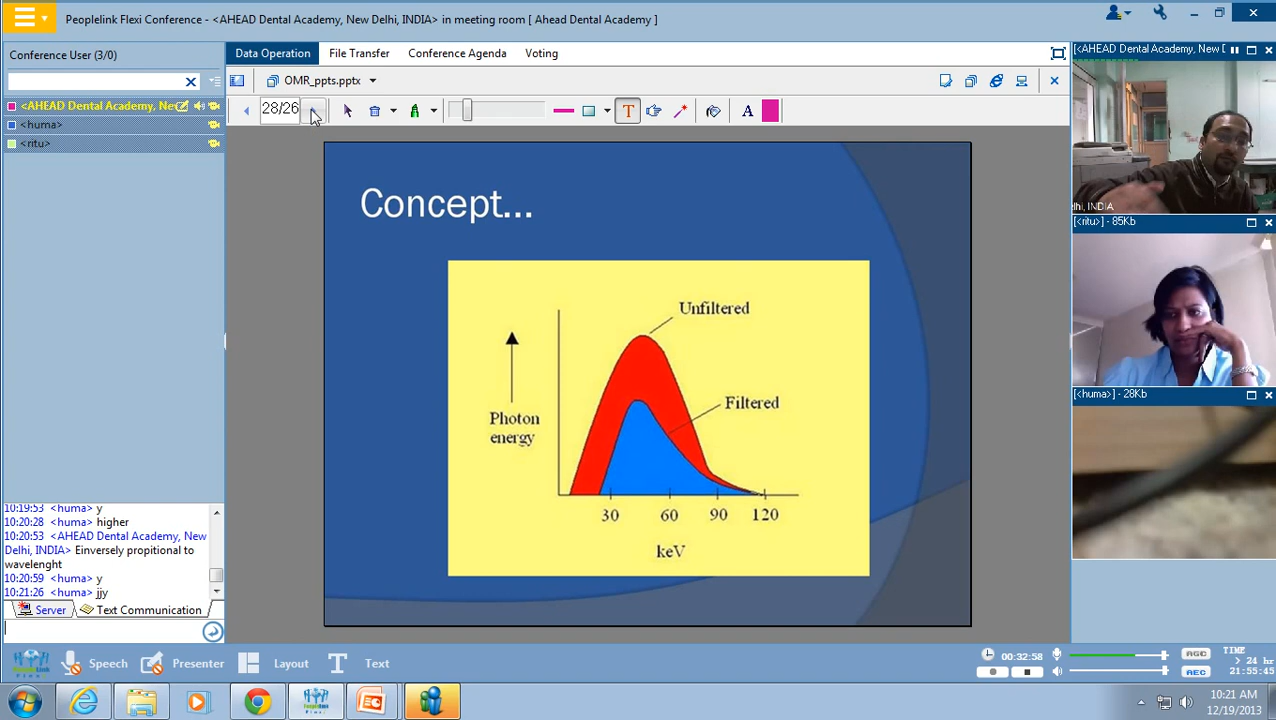 Peoplelink Flexi Conference - <AHEAD Dental Academy, New Delhi, INDIA> in meeting room [ Ahead Dental Academy ]
Conference User (3/0)
<AHEAD Dental Academy, Nev
<huma>
<ritu>
Data Operation
File Transfer
Conference Agenda
Voting
OMR_ppts.pptx
28/26
T
A
Concept...
Unfiltered
Filtered
Photon
energy
30 60 90 120
keV
[<AHEAD Dental Academy, New D
lhi, INDIA
[<ritu>] - 85Kb
[<huma>] - 28Kb
10:19:53 <huma> y
10:20:28 <huma> higher
10:20:53 <AHEAD Dental Academy, New
Delhi, INDIA> Einversely propitional to
wavelenght
10:20:59 <huma> y
10:21:26 <huma> jjy
Server
Text Communication
Speech
Presenter
Layout
T Text
00:32:58
AGC
AEC
TIME
> 24 hr
21:55:45
10:21 AM
12/19/2013